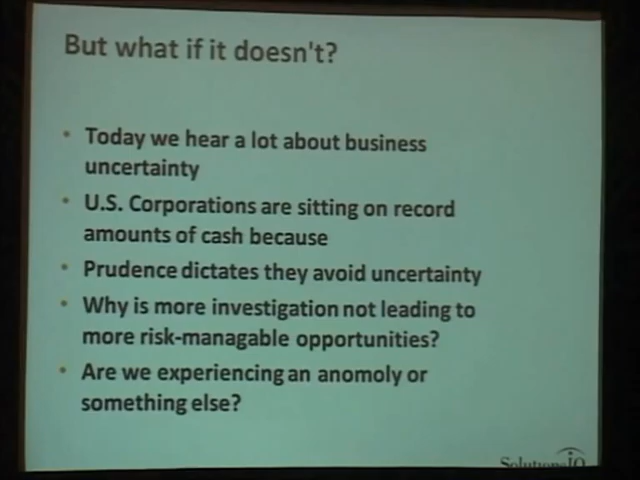 But what if it doesn't?
• Today we hear a lot about business
uncertainty
• U.S. Corporations are sitting on record
amounts of cash because
• Prudence dictates they avoid uncertainty
• Why is more investigation not leading to
more risk-managable opportunities?
• Are we experiencing an anomoly or
something else?
SolutionsIQ